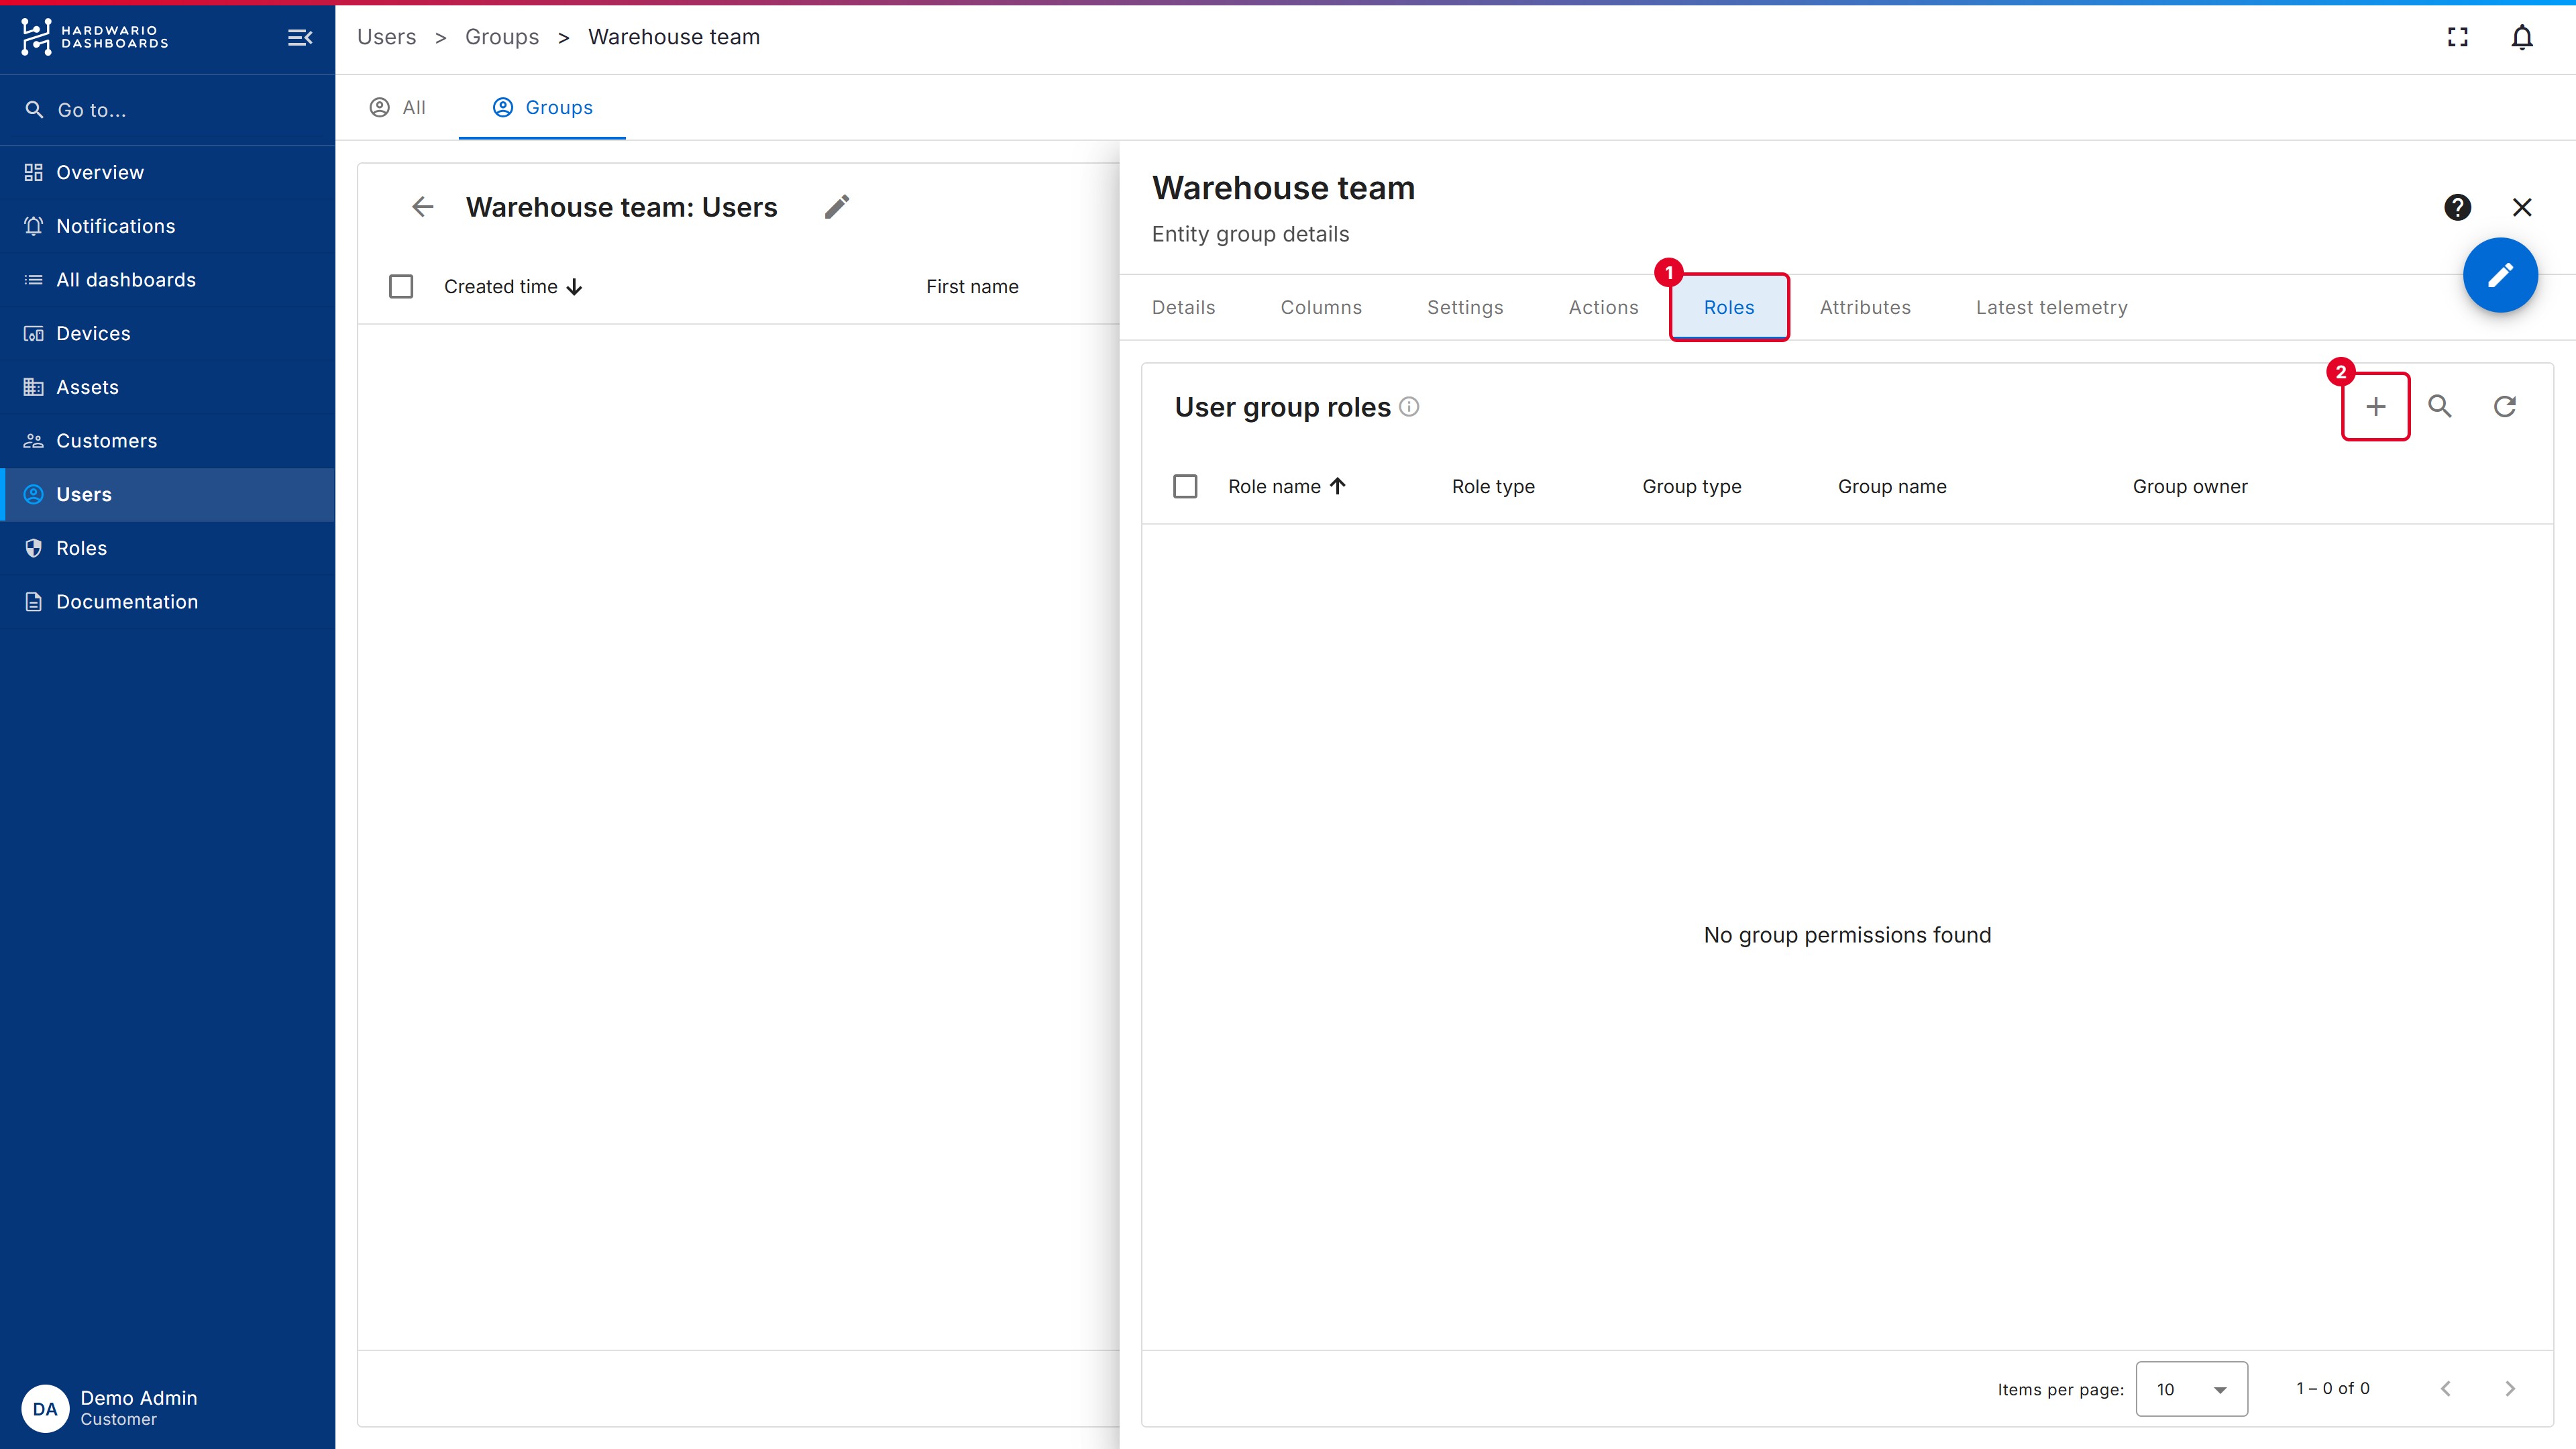 HARDWARIO
DASHBOARDS
Go to...
Overview
Notifications
All dashboards
Devices
Assets
Customers
Users
Roles
Documentation
DA
Demo Admin
Customer
Users > Groups > Warehouse team
All
Groups
Warehouse team: Users
Created time
First name
Warehouse team
Entity group details
1
Details
Columns
Settings
Actions
Roles
Attributes
Latest telemetry
2
User group roles
Role name
Role type
Group type
Group name
Group owner
No group permissions found
Items per page:
10
1 – 0 of 0